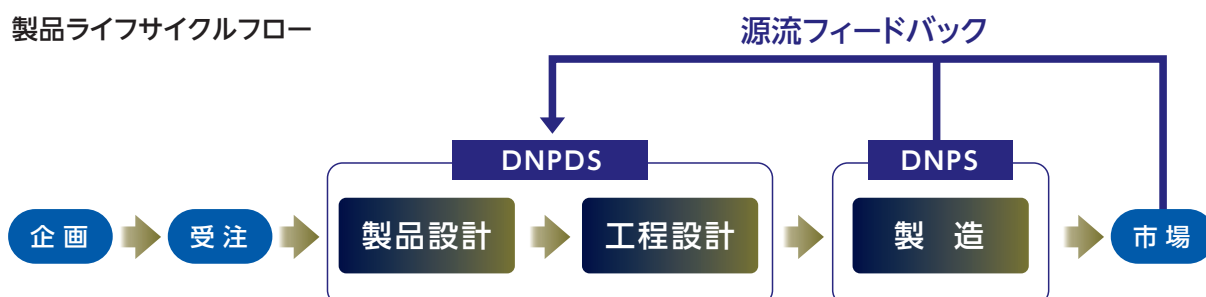 製品ライフサイクルフロー
源流フィードバック
DNPDS
DNPS
企画
受注
製品設計
工程設計
製造
市場